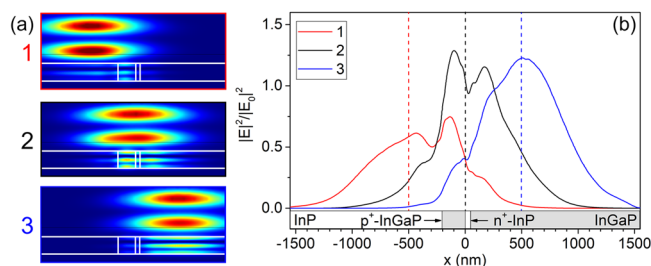 (a)
1
2
3
(b)
|E|²/|E₀|²
1.5
1.0
0.5
0.0
1
2
3
InP p⁺-InGaP n⁺-InP InGaP
-1500 -1000 -500 0 500 1000 1500
x (nm)